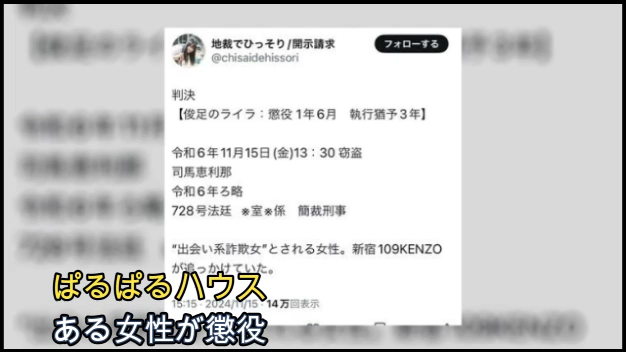 地裁でひっそり/開示請求
フォローする
@chisaidehissori
判決
【俊足のライラ：懲役1年6月　執行猶予3年】
令和6年11月15日(金)13：30 窃盗
司馬恵利那
令和6年ろ略
728号法廷　※室※係　簡裁刑事
“出会い系詐欺女”とされる女性。新宿109KENZO
が追っかけていた。
15:15・2024/11/15・14万回表示
ぱるぱるハウス
ある女性が懲役